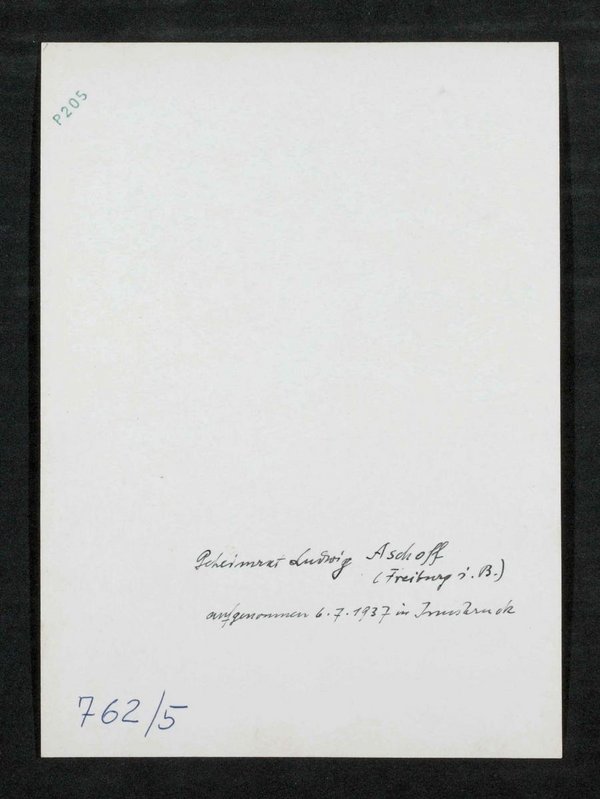 P205
Geheimrat Ludwig Aschoff
(Freiburg i. B.)
aufgenommen 6.7.1937 in Innsbruck
762/5